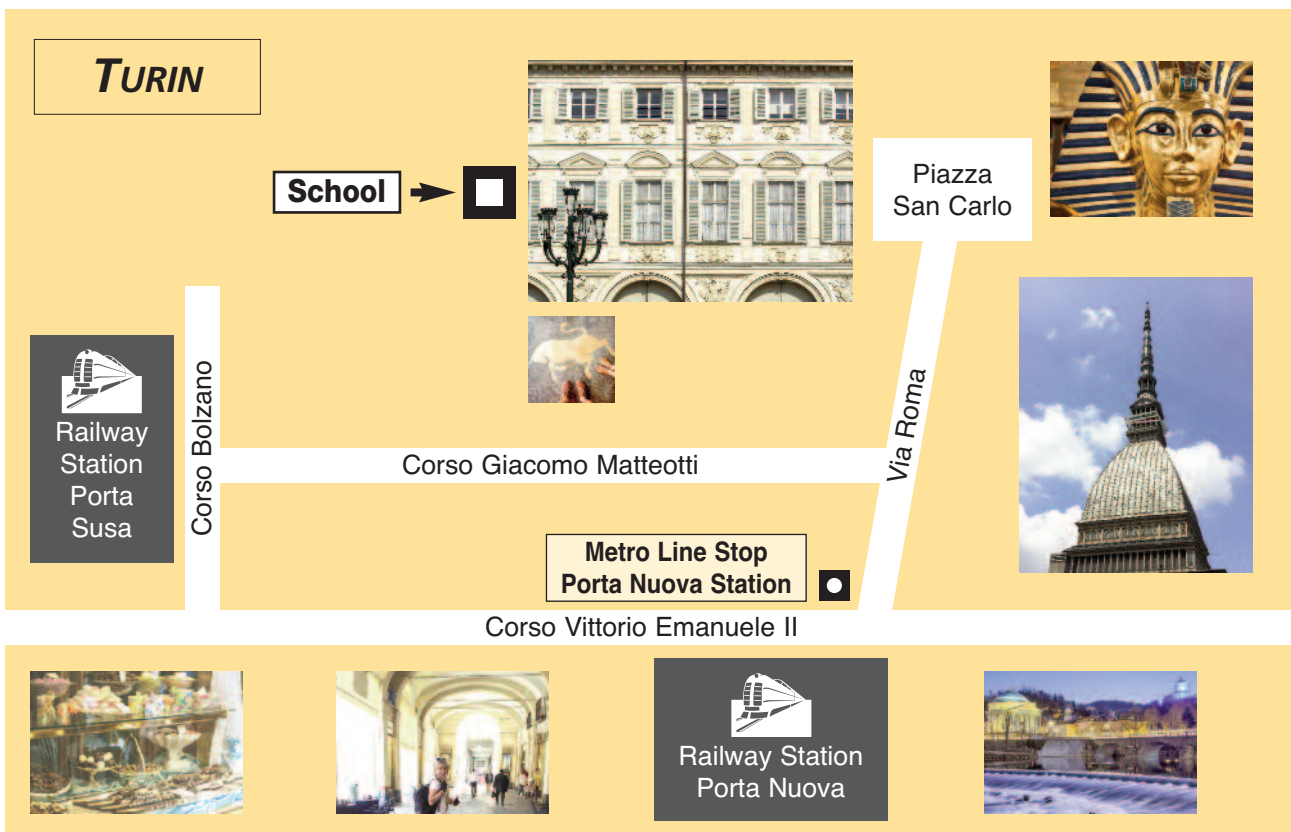 TURIN
School
Piazza
San Carlo
Railway
Station
Porta
Susa
Corso Bolzano
Corso Giacomo Matteotti
Via Roma
Metro Line Stop
Porta Nuova Station
Corso Vittorio Emanuele II
Railway Station
Porta Nuova